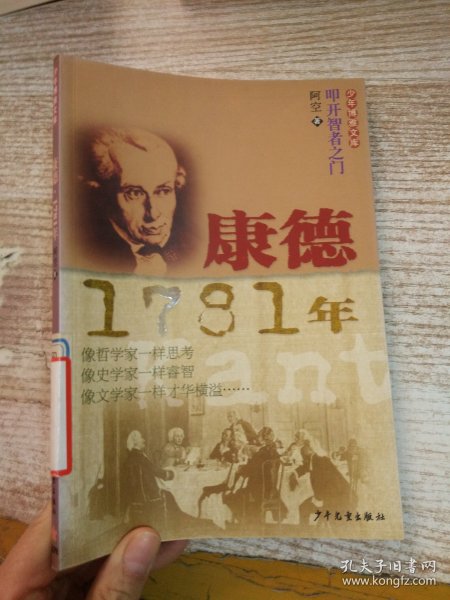 少年博雅文库
叩开智者之门
阿空 著
康德
1781年
kant
像哲学家一样思考
像史学家一样睿智
像文学家一样才华横溢……
少年儿童出版社
孔夫子旧书网
www.kongfz.com